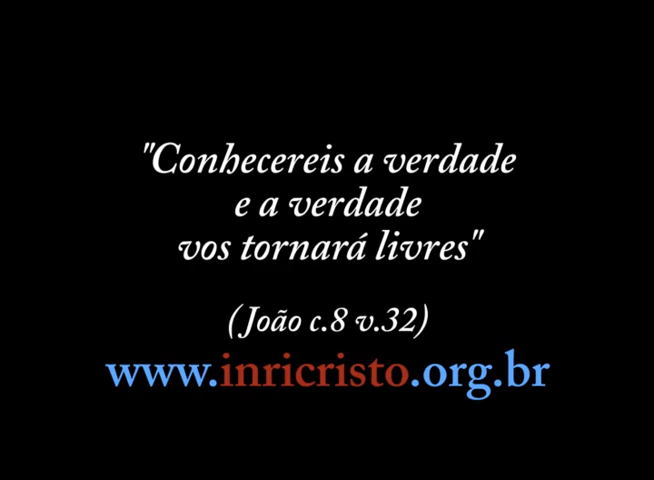 "Conhecereis a verdade
e a verdade
vos tornará livres"
(João c.8 v.32)
www.inricristo.org.br